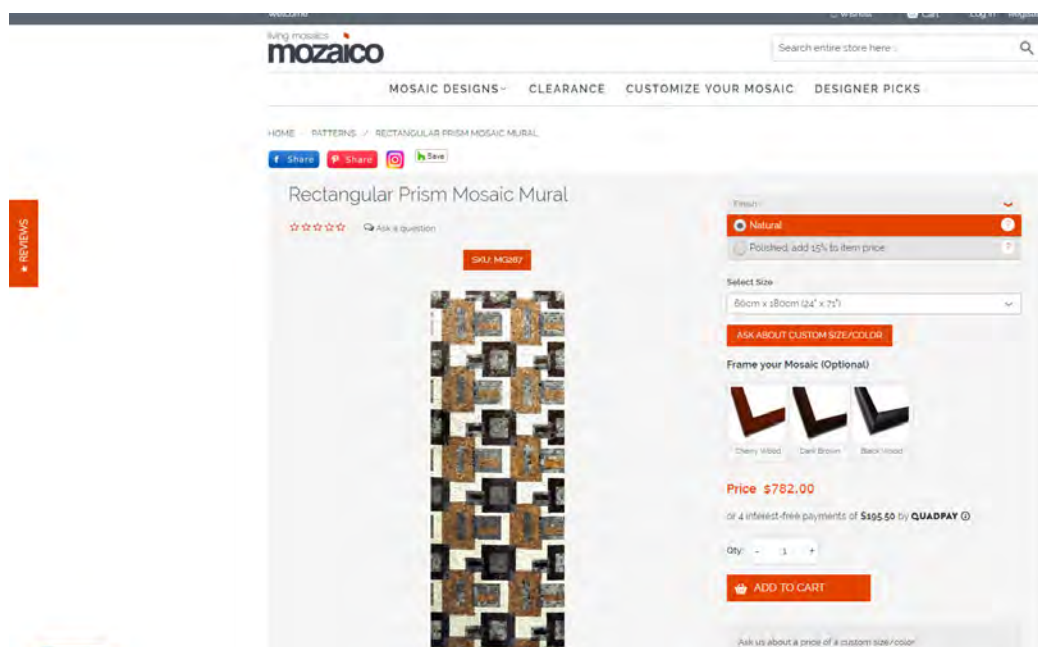 Welcome
Wishlist Cart Log In Register
living mosaics
mozaico
Search entire store here ...
MOSAIC DESIGNS CLEARANCE CUSTOMIZE YOUR MOSAIC DESIGNER PICKS
HOME / PATTERNS / RECTANGULAR PRISM MOSAIC MURAL
Share Share Save
Rectangular Prism Mosaic Mural
Ask a question
★ REVIEWS
SKU: MG267
Finish
Natural ?
Polished, add 15% to item price ?
Select Size
60cm x 180cm (24" x 71")
ASK ABOUT CUSTOM SIZE/COLOR
Frame your Mosaic (Optional)
Cherry Wood Dark Brown Black Wood
Price $782.00
or 4 interest-free payments of $195.50 by QUADPAY ⓘ
Qty: - 1 +
ADD TO CART
Ask us about a price of a custom size/color